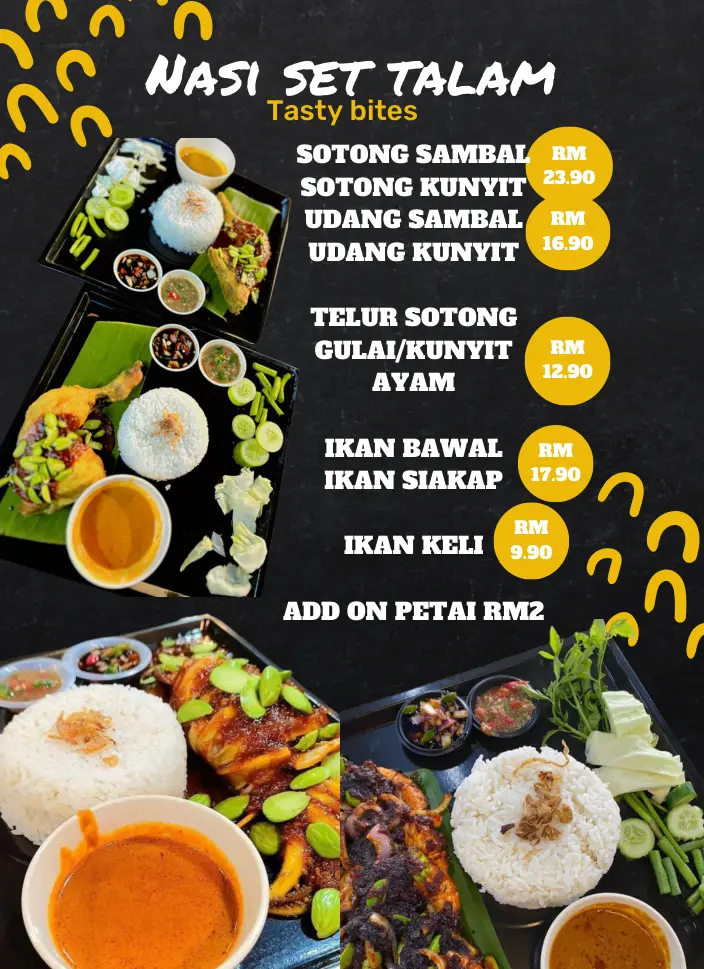 NASI SET TALAM
Tasty bites
SOTONG SAMBAL
SOTONG KUNYIT
RM
23.90
UDANG SAMBAL
UDANG KUNYIT
RM
16.90
TELUR SOTONG
GULAI/KUNYIT
AYAM
RM
12.90
IKAN BAWAL
IKAN SIAKAP
RM
17.90
IKAN KELI
RM
9.90
ADD ON PETAI RM2